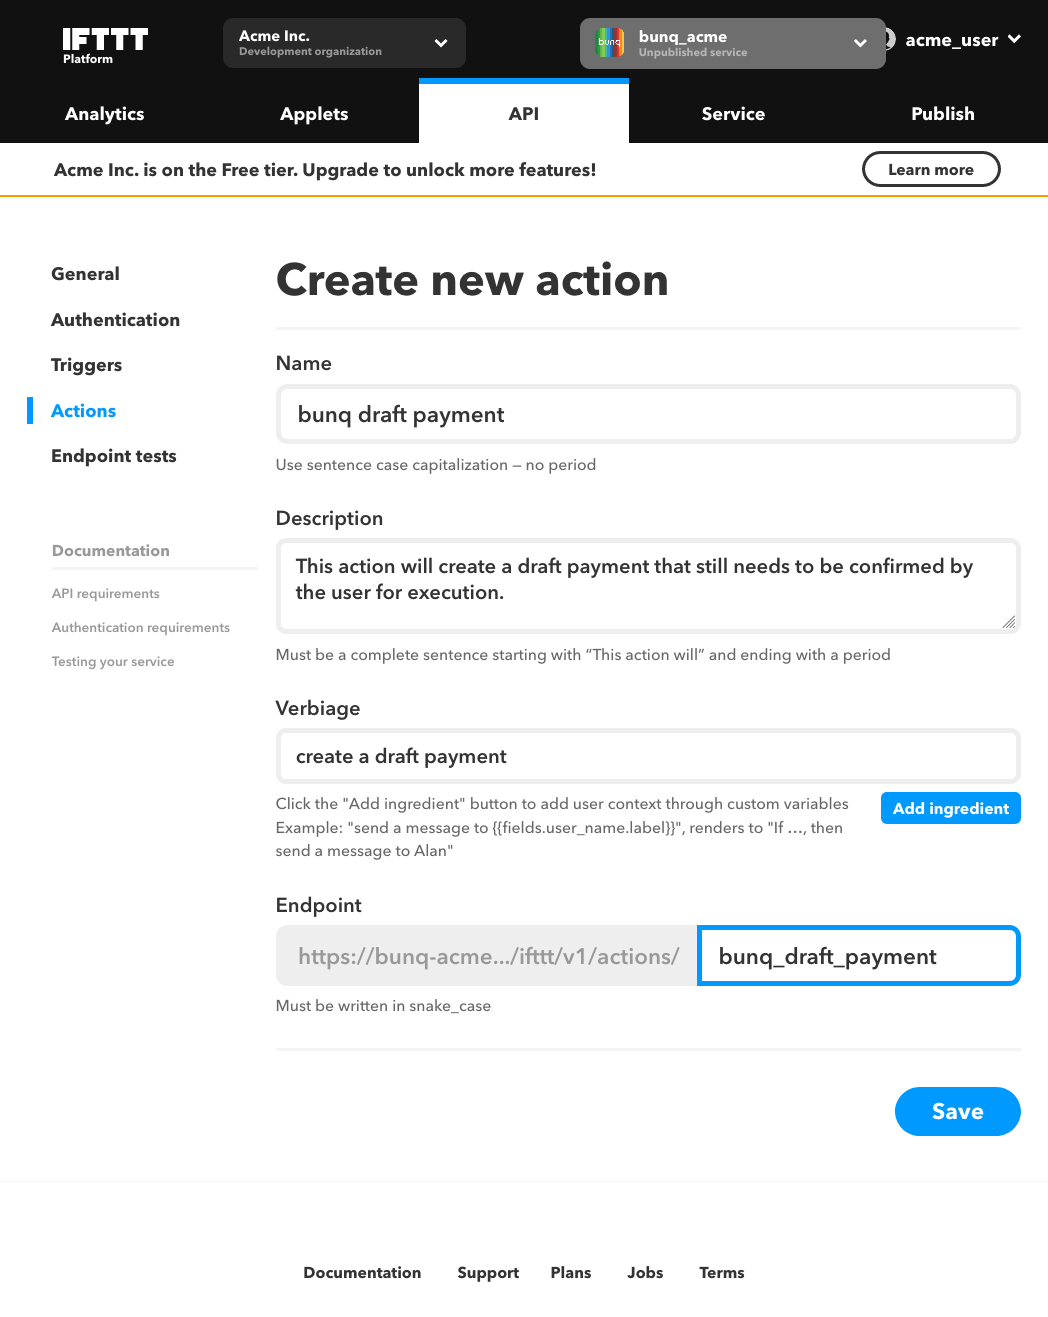 IFTTT
Platform
Acme Inc.
Development organization
bunq
bunq_acme
Unpublished service
acme_user
Analytics
Applets
API
Service
Publish
Acme Inc. is on the Free tier. Upgrade to unlock more features!
Learn more
General
Authentication
Triggers
Actions
Endpoint tests
Documentation
API requirements
Authentication requirements
Testing your service
Create new action
Name
bunq draft payment
Use sentence case capitalization – no period
Description
This action will create a draft payment that still needs to be confirmed by
the user for execution.
Must be a complete sentence starting with “This action will” and ending with a period
Verbiage
create a draft payment
Click the "Add ingredient" button to add user context through custom variables
Example: "send a message to {{fields.user_name.label}}", renders to "If …, then
send a message to Alan"
Add ingredient
Endpoint
https://bunq-acme.../ifttt/v1/actions/
bunq_draft_payment
Must be written in snake_case
Save
Documentation
Support
Plans
Jobs
Terms